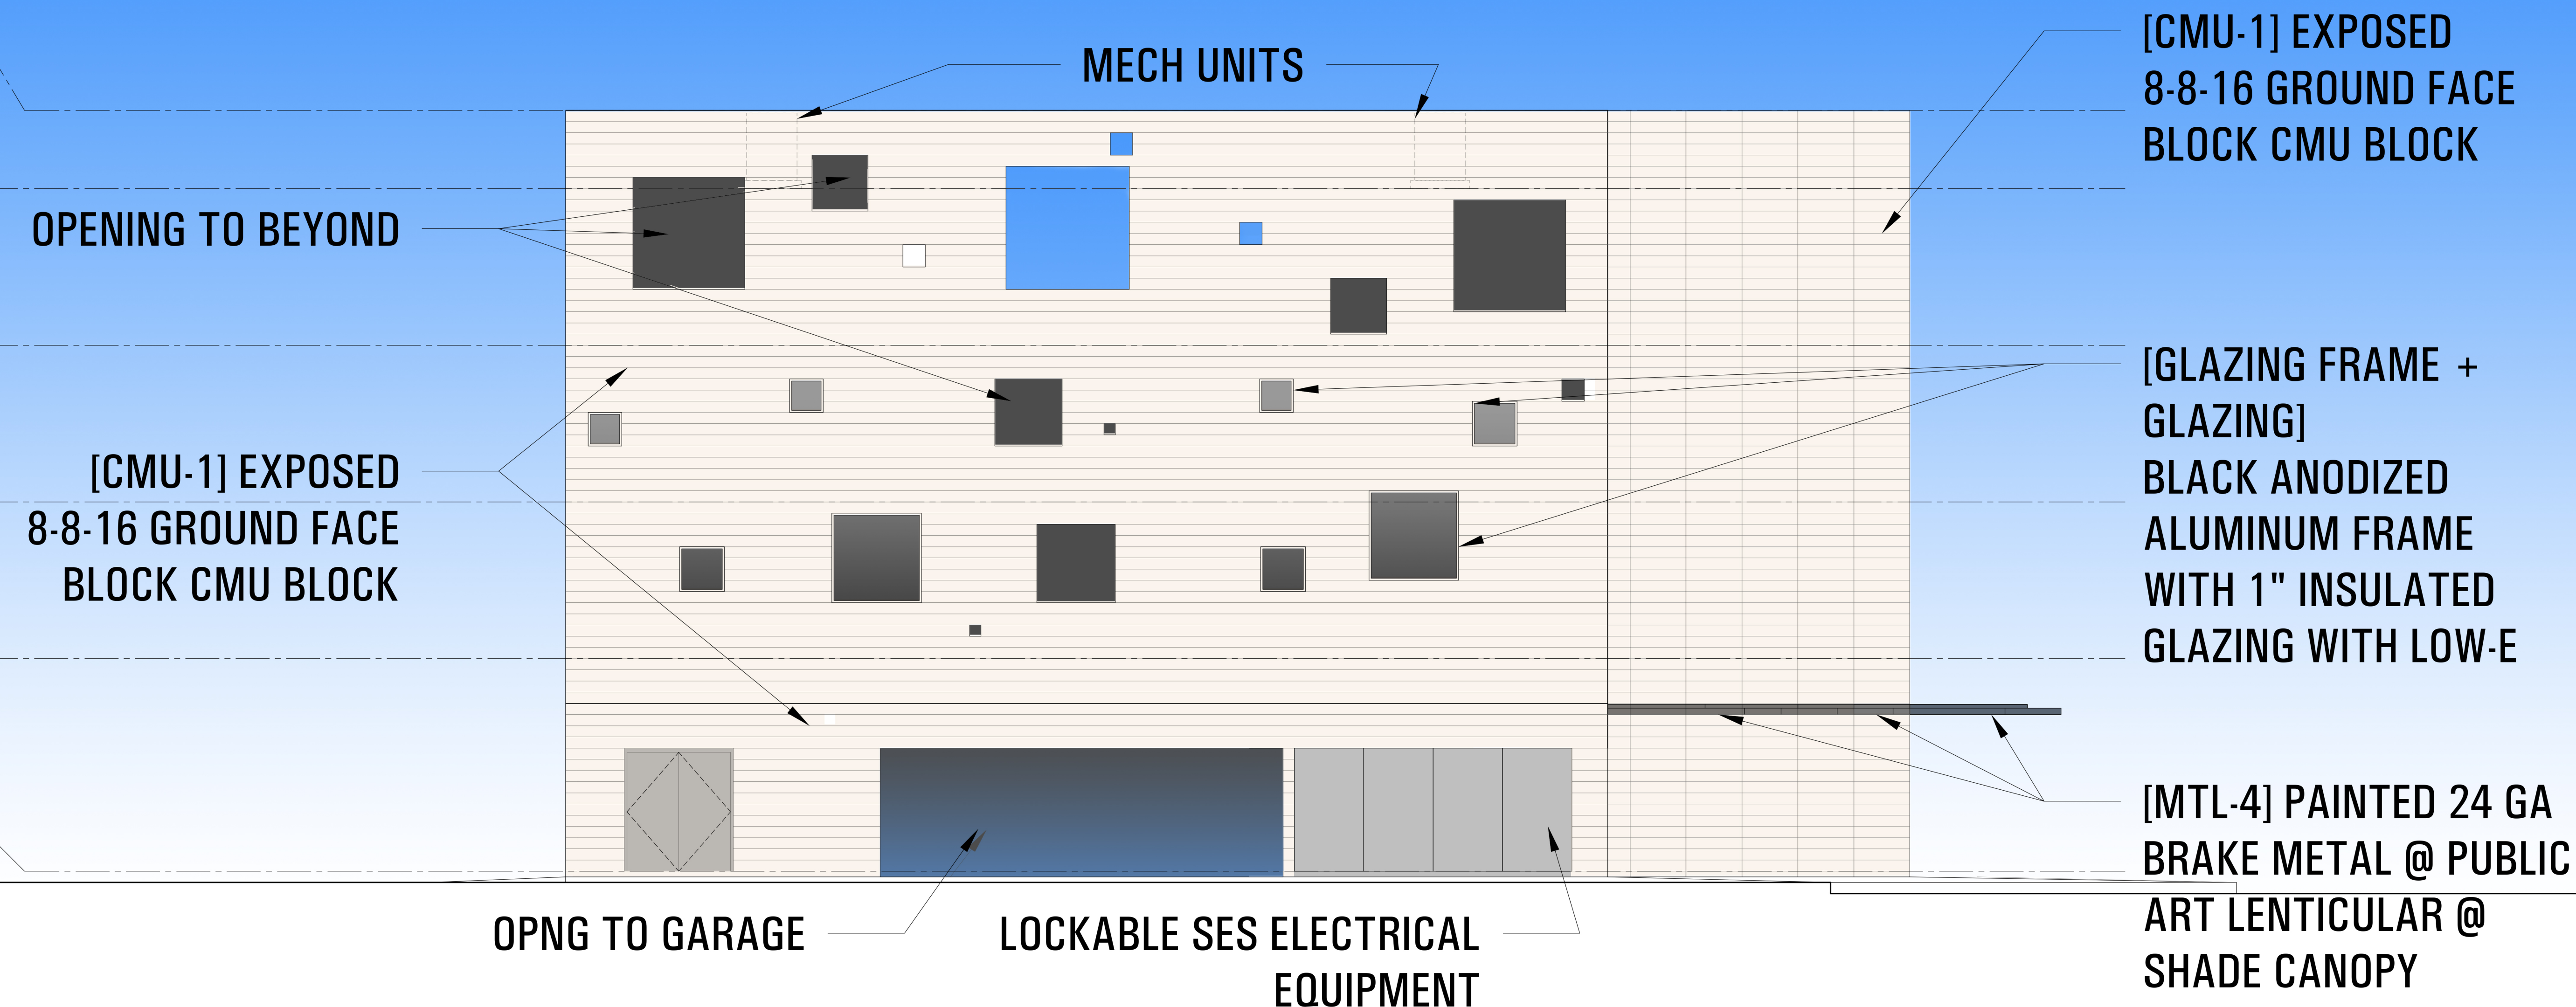 MECH UNITS
[CMU-1] EXPOSED
8-8-16 GROUND FACE
BLOCK CMU BLOCK
OPENING TO BEYOND
[GLAZING FRAME +
GLAZING]
BLACK ANODIZED
ALUMINUM FRAME
WITH 1" INSULATED
GLAZING WITH LOW-E
[CMU-1] EXPOSED
8-8-16 GROUND FACE
BLOCK CMU BLOCK
[MTL-4] PAINTED 24 GA
BRAKE METAL @ PUBLIC
ART LENTICULAR @
SHADE CANOPY
OPNG TO GARAGE
LOCKABLE SES ELECTRICAL
EQUIPMENT